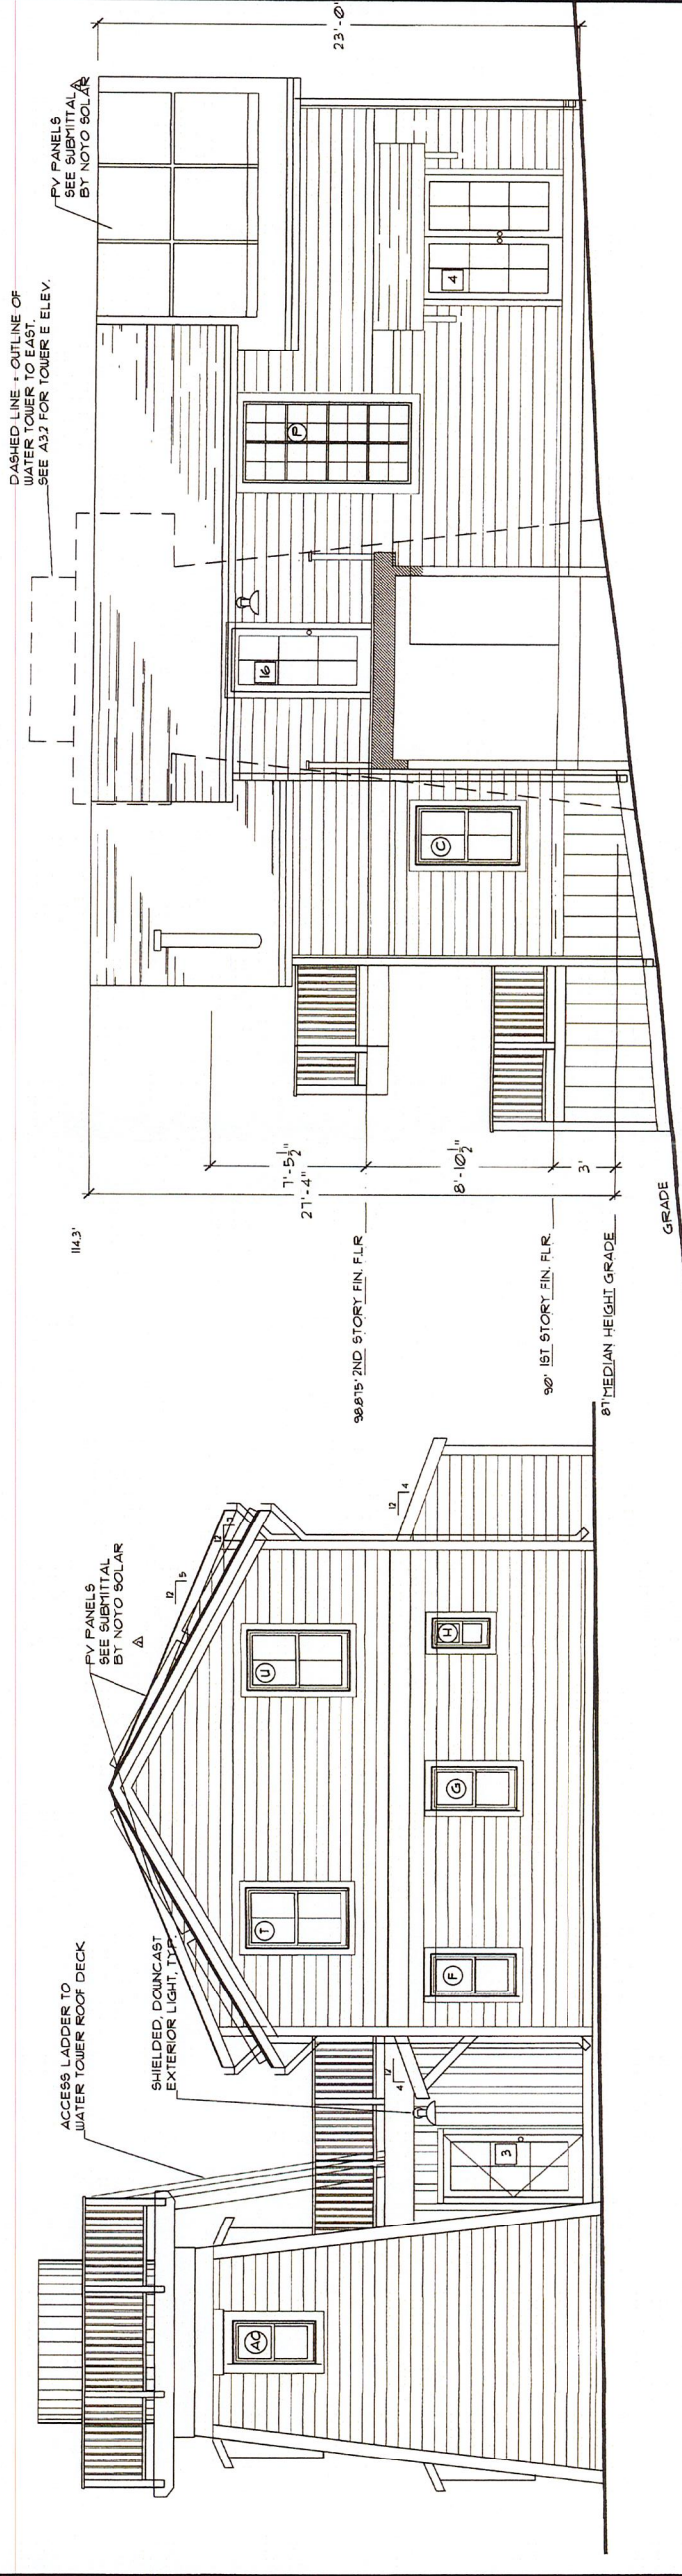 ACCESS LADDER TO
WATER TOWER ROOF DECK
SHIELDED, DOWNCAST
EXTERIOR LIGHT, TYP.
PV PANELS
SEE SUBMITTAL
BY NOYO SOLAR
12
5
12
12
4
12
4
AC
3
T
U
F
G
H
114.3'
98.875' 2ND STORY FIN. FLR
90' 1ST STORY FIN. FLR.
87' MEDIAN HEIGHT GRADE
GRADE
27'-4"
7'-5 1/2"
8'-10 1/2"
3'
DASHED LINE = OUTLINE OF
WATER TOWER TO EAST.
SEE A3.2 FOR TOWER E ELEV.
PV PANELS
SEE SUBMITTAL
BY NOYO SOLAR
C
16
P
4
23'-0"